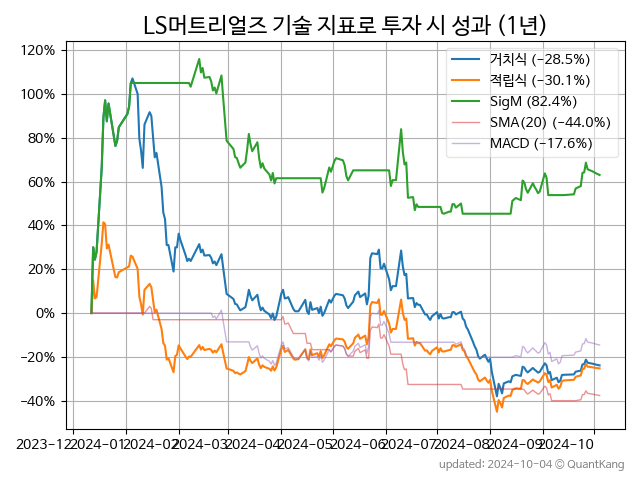 LS머트리얼즈 기술 지표로 투자 시 성과 (1년)
거치식 (−28.5%)
적립식 (−30.1%)
SigM (82.4%)
SMA(20) (−44.0%)
MACD (−17.6%)
120%
100%
80%
60%
40%
20%
0%
−20%
−40%
2023-12 2024-01 2024-02 2024-03 2024-04 2024-05 2024-06 2024-07 2024-08 2024-09 2024-10
updated: 2024-10-04 © QuantKang